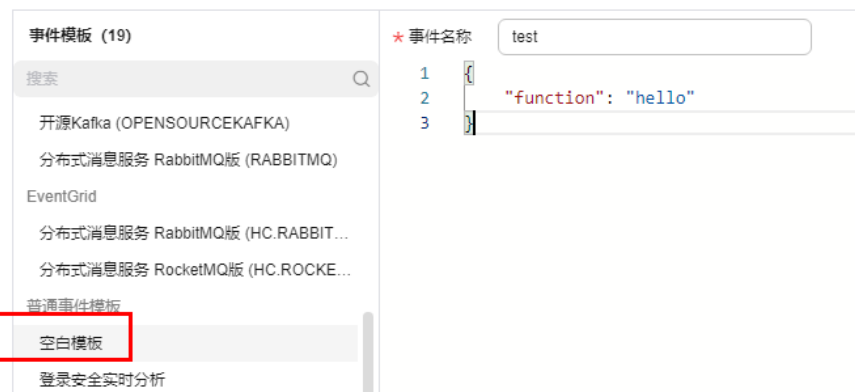 事件模板 (19)
搜索
开源Kafka (OPENSOURCEKAFKA)
分布式消息服务 RabbitMQ版 (RABBITMQ)
EventGrid
分布式消息服务 RabbitMQ版 (HC.RABBIT...
分布式消息服务 RocketMQ版 (HC.ROCKE...
普通事件模板
空白模板
登录安全实时分析
* 事件名称 test
1 {
2 "function": "hello"
3 }